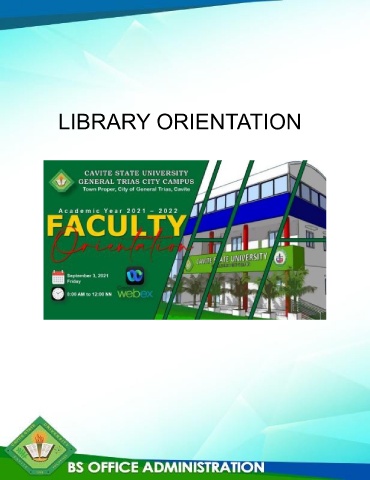 LIBRARY ORIENTATION
CAVITE STATE UNIVERSITY
GENERAL TRIAS CITY CAMPUS
Town Proper, City of General Trias, Cavite
Academic Year 2021 – 2022
FACULTY
Orientation
September 3, 2021
Friday
9:00 AM to 12:00 NN
webex
CAVITE STATE UNIVERSITY
BS OFFICE ADMINISTRATION